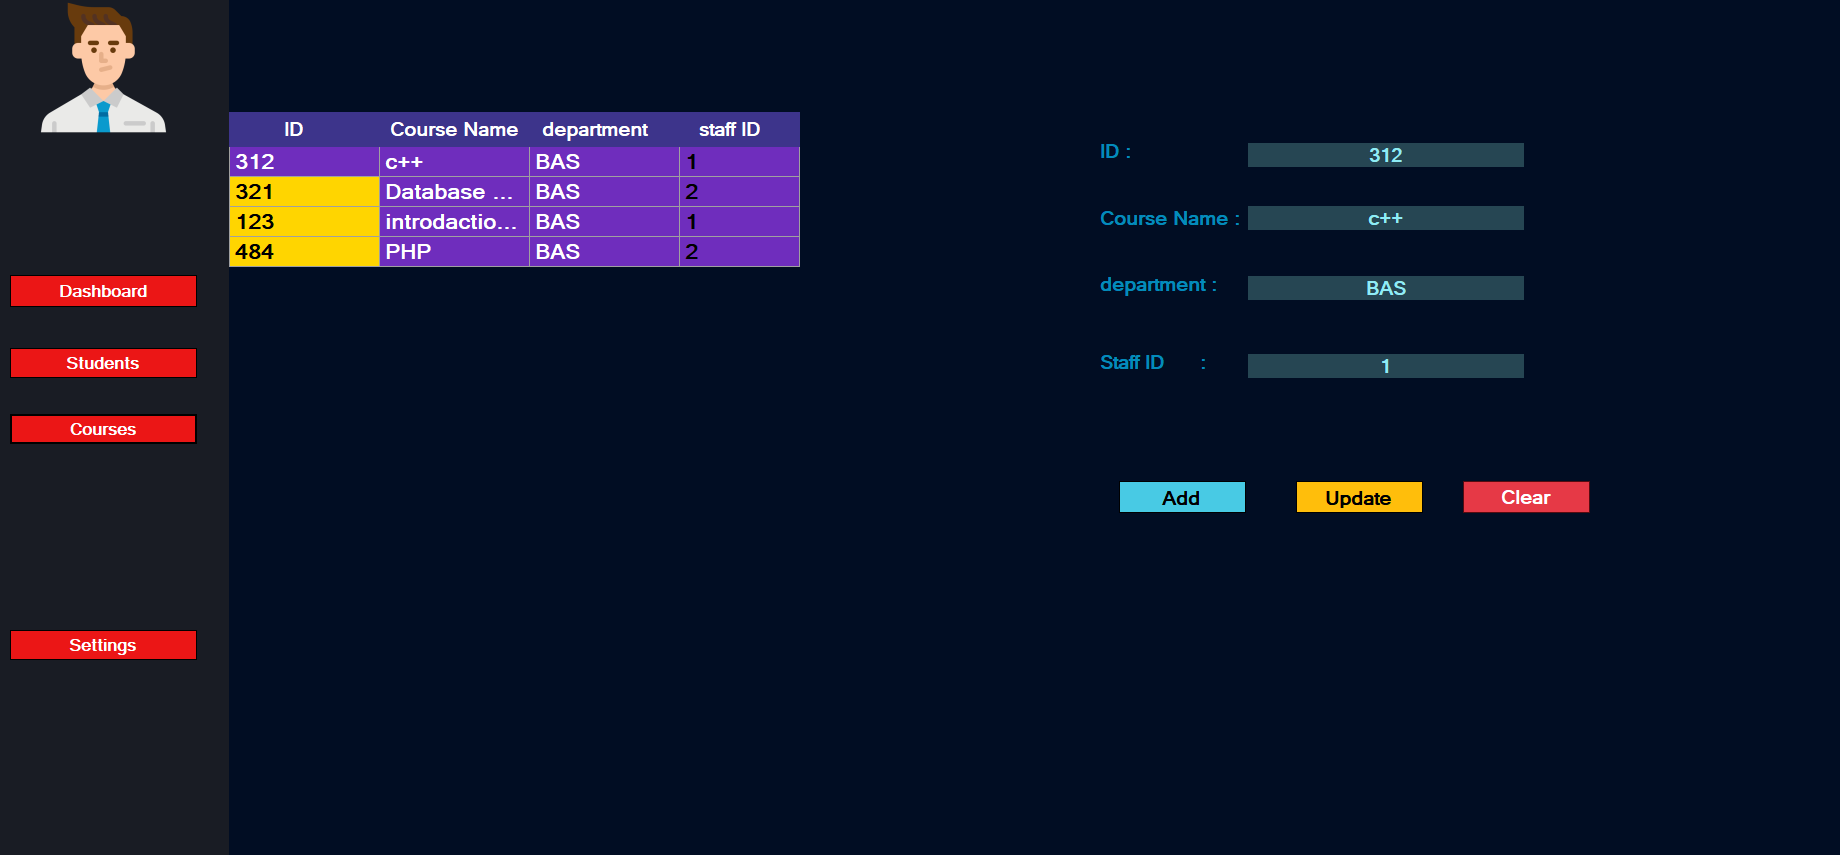 ID Course Name department staff ID
312 c++ BAS 1
321 Database ... BAS 2
123 introdactio... BAS 1
484 PHP BAS 2
Dashboard
Students
Courses
Settings
ID : 312
Course Name : c++
department : BAS
Staff ID : 1
Add Update Clear